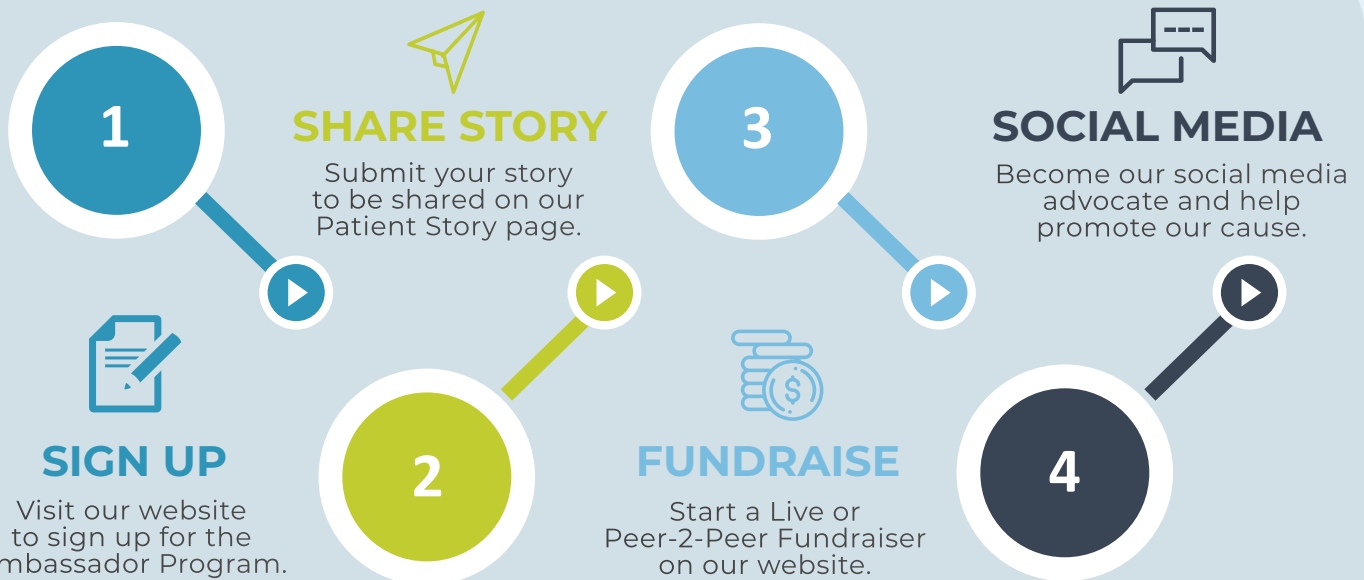 1
SIGN UP
Visit our website
to sign up for the
mbassador Program.
2
SHARE STORY
Submit your story
to be shared on our
Patient Story page.
3
FUNDRAISE
Start a Live or
Peer-2-Peer Fundraiser
on our website.
4
SOCIAL MEDIA
Become our social media
advocate and help
promote our cause.